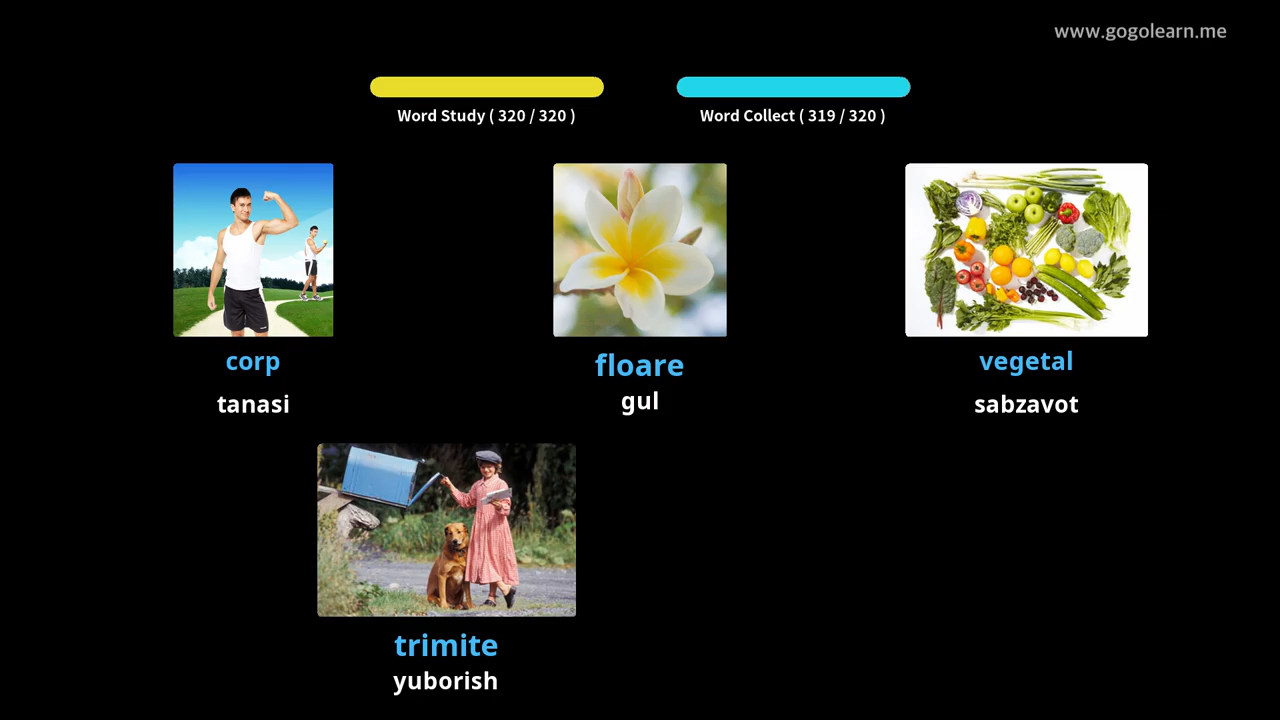 www.gogolearn.me
Word Study ( 320 / 320 )
Word Collect ( 319 / 320 )
corp
tanasi
floare
gul
vegetal
sabzavot
trimite
yuborish